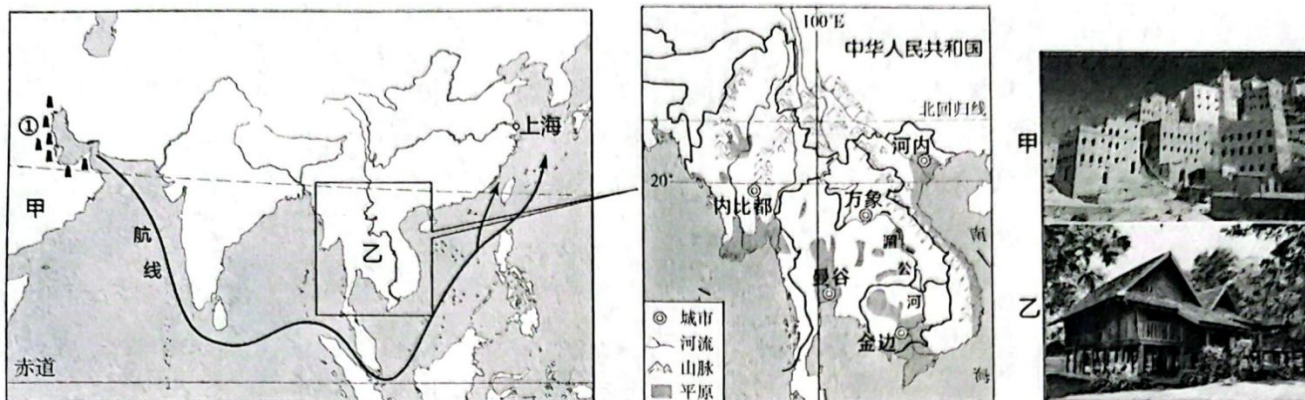 ①
上海
甲
航
线
乙
赤道
100°E
中华人民共和国
北回归线
河内
20°
内比都
万象
湄
公
河
曼谷
金边
南
海
城市
河流
山脉
平原
甲
乙